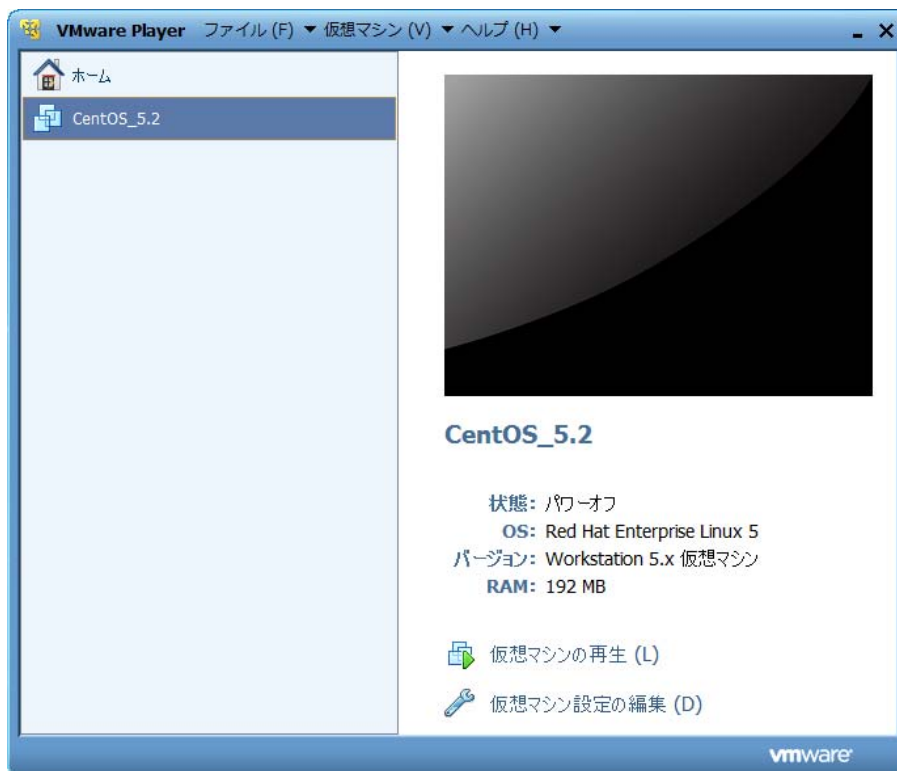 VMware Player ファイル (F) 仮想マシン (V) ヘルプ (H)
ホーム
CentOS_5.2
CentOS_5.2
状態: パワーオフ
OS: Red Hat Enterprise Linux 5
バージョン: Workstation 5.x 仮想マシン
RAM: 192 MB
仮想マシンの再生 (L)
仮想マシン設定の編集 (D)
vmware